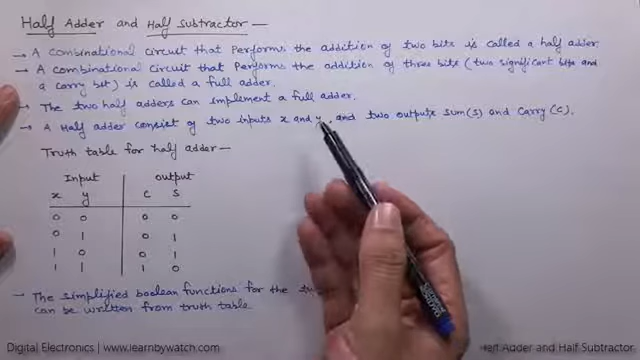 Half Adder and Half Subtractor —
→ A combinational circuit that performs the addition of two bits is called a half adder.
→ A combinational circuit that performs the addition of three bits (two significant bits and
a carry bit) is called a full adder.
→ The two half adders can implement a full adder.
→ A Half adder consist of two inputs x and y, and two outputs sum(S) and Carry (C).
Truth table for half adder —
Input output
x y C S
0 0 0 0
0 1 0 1
1 0 0 1
1 1 1 0
→ The simplified boolean functions for the
can be written from truth table
Digital Electronics | www.learnbywatch.com
Half Adder and Half Subtractor